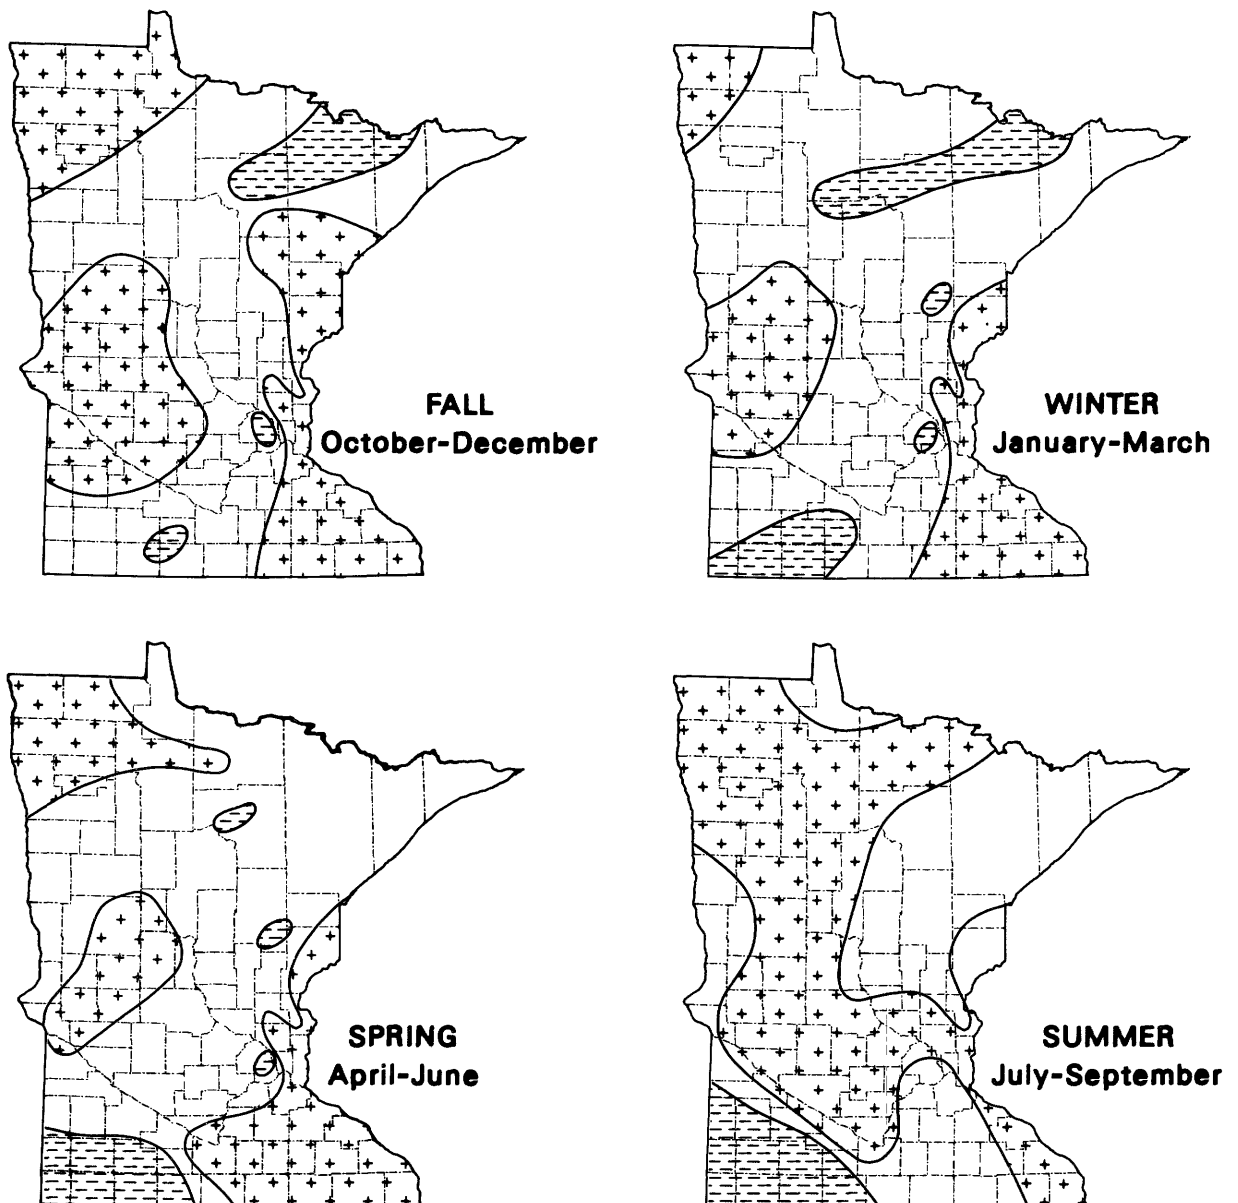 FALL
October-December
WINTER
January-March
SPRING
April-June
SUMMER
July-September